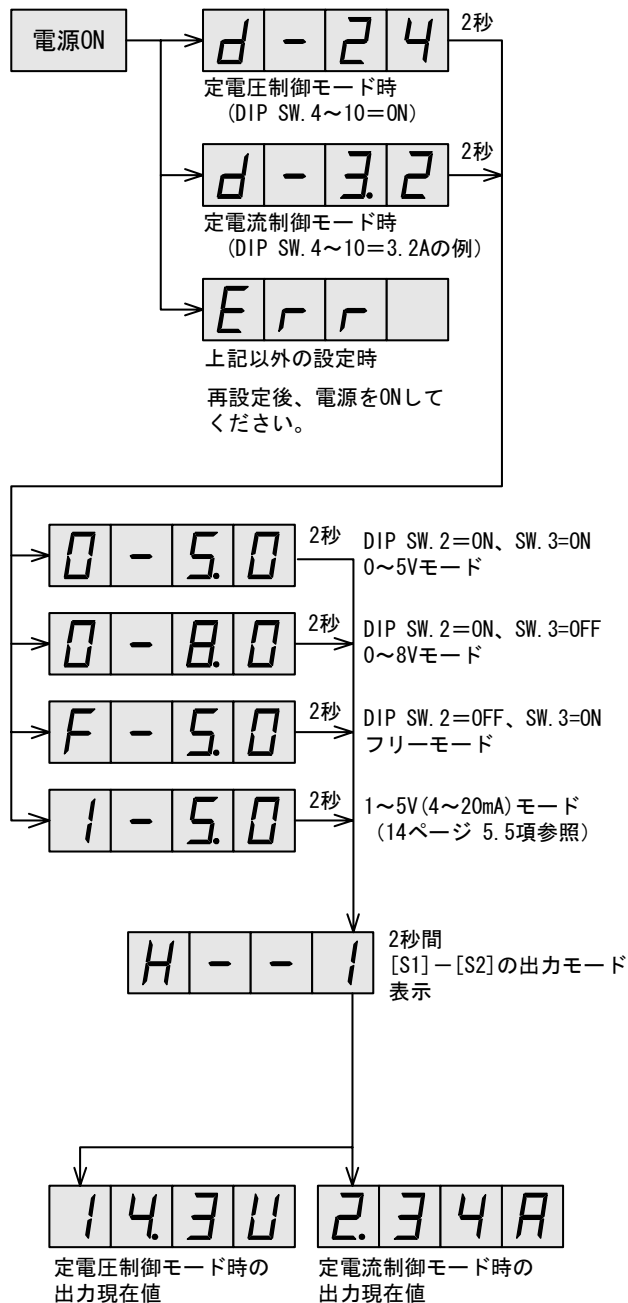 電源ON
d-24
2秒
定電圧制御モード時
(DIP SW.4～10＝ON)
d-3.2
2秒
定電流制御モード時
(DIP SW.4～10＝3.2Aの例)
Err
上記以外の設定時
再設定後、電源をONして
ください。
0-5.0
2秒
DIP SW.2＝ON、SW.3=ON
0～5Vモード
0-8.0
2秒
DIP SW.2＝ON、SW.3=OFF
0～8Vモード
F-5.0
2秒
DIP SW.2＝OFF、SW.3=ON
フリーモード
1-5.0
2秒
1～5V(4～20mA)モード
(14ページ 5.5項参照)
H--1
2秒間
[S1]－[S2]の出力モード
表示
14.3U
定電圧制御モード時の
出力現在値
2.34A
定電流制御モード時の
出力現在値